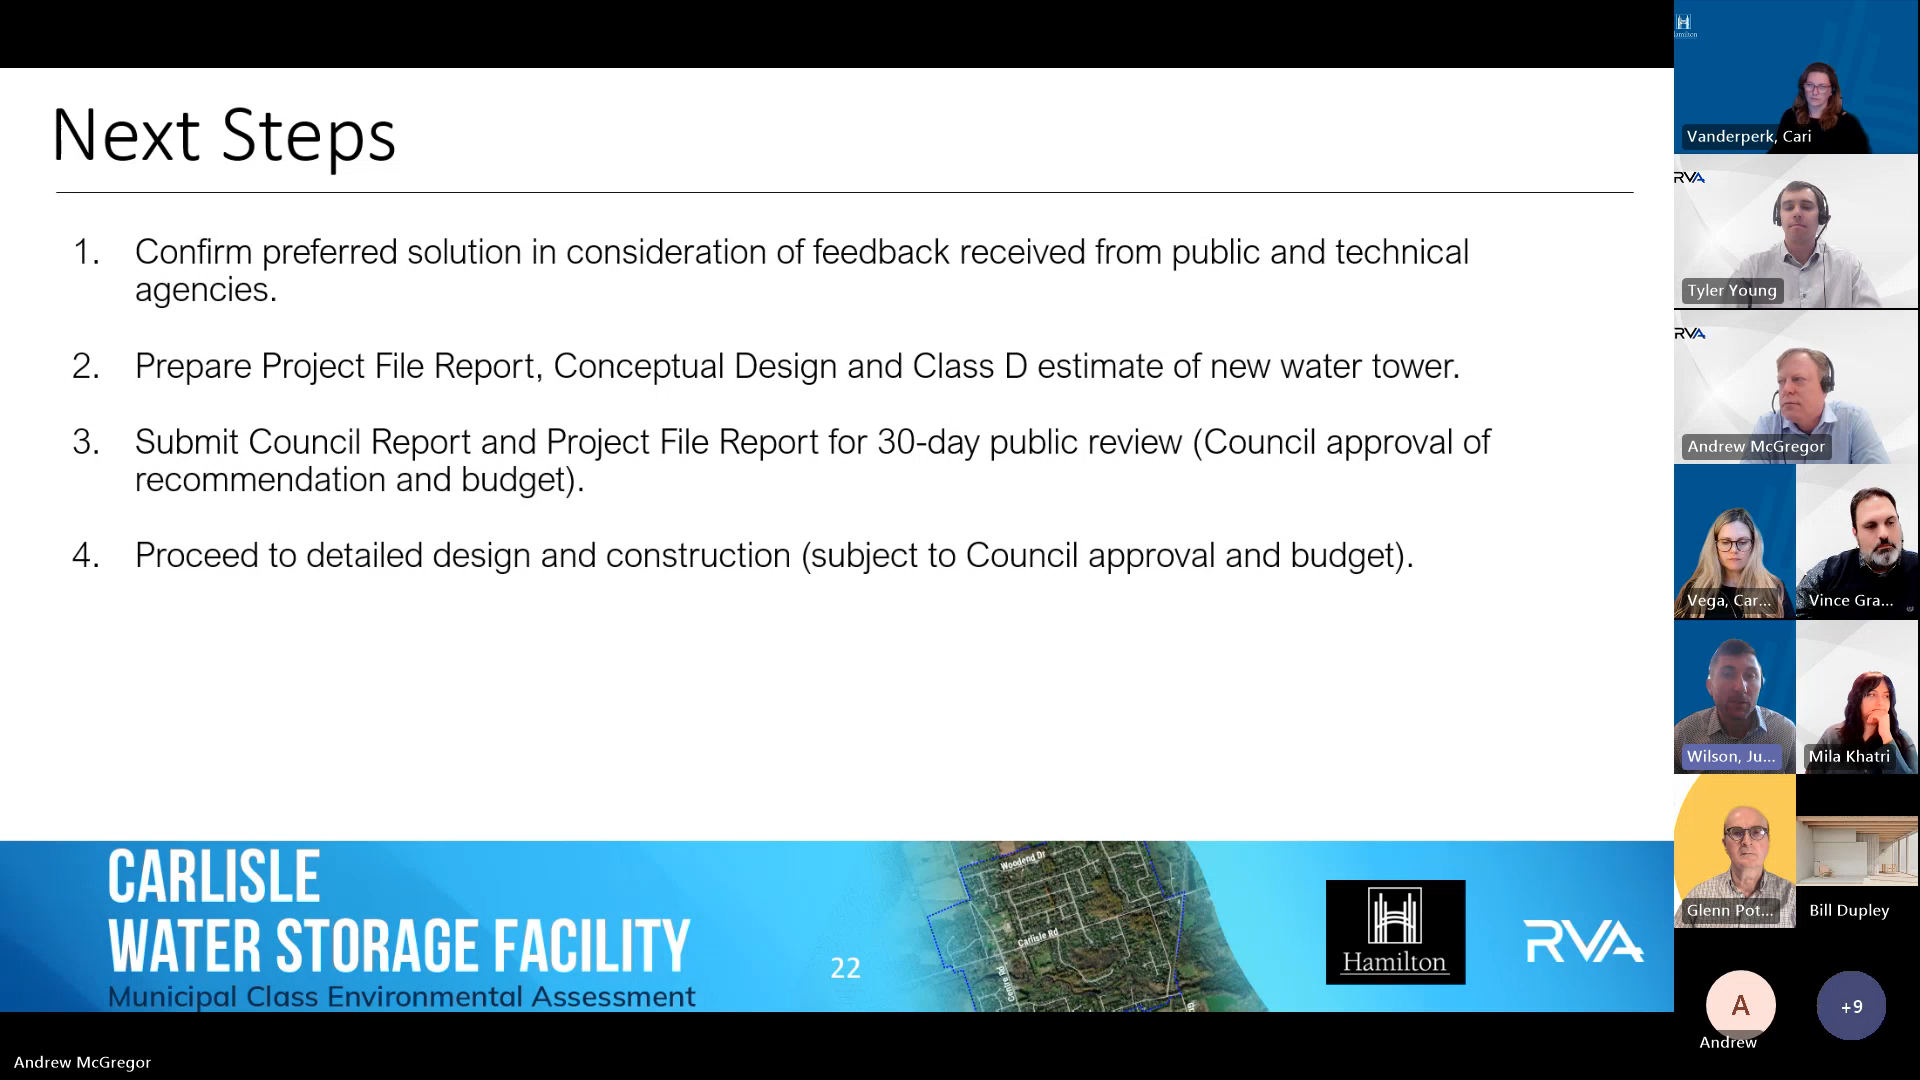 Next Steps
1. Confirm preferred solution in consideration of feedback received from public and technical
agencies.
2. Prepare Project File Report, Conceptual Design and Class D estimate of new water tower.
3. Submit Council Report and Project File Report for 30-day public review (Council approval of
recommendation and budget).
4. Proceed to detailed design and construction (subject to Council approval and budget).
CARLISLE
WATER STORAGE FACILITY
Municipal Class Environmental Assessment
22
Woodend Dr
Carlisle Rd
Centre Rd
Hamilton
RVA
Andrew McGregor
Hamilton
Vanderperk, Cari
RVA
Tyler Young
RVA
Andrew McGregor
Vega, Car...
Vince Gra...
Wilson, Ju...
Mila Khatri
Glenn Pot...
Bill Dupley
A
Andrew
+9